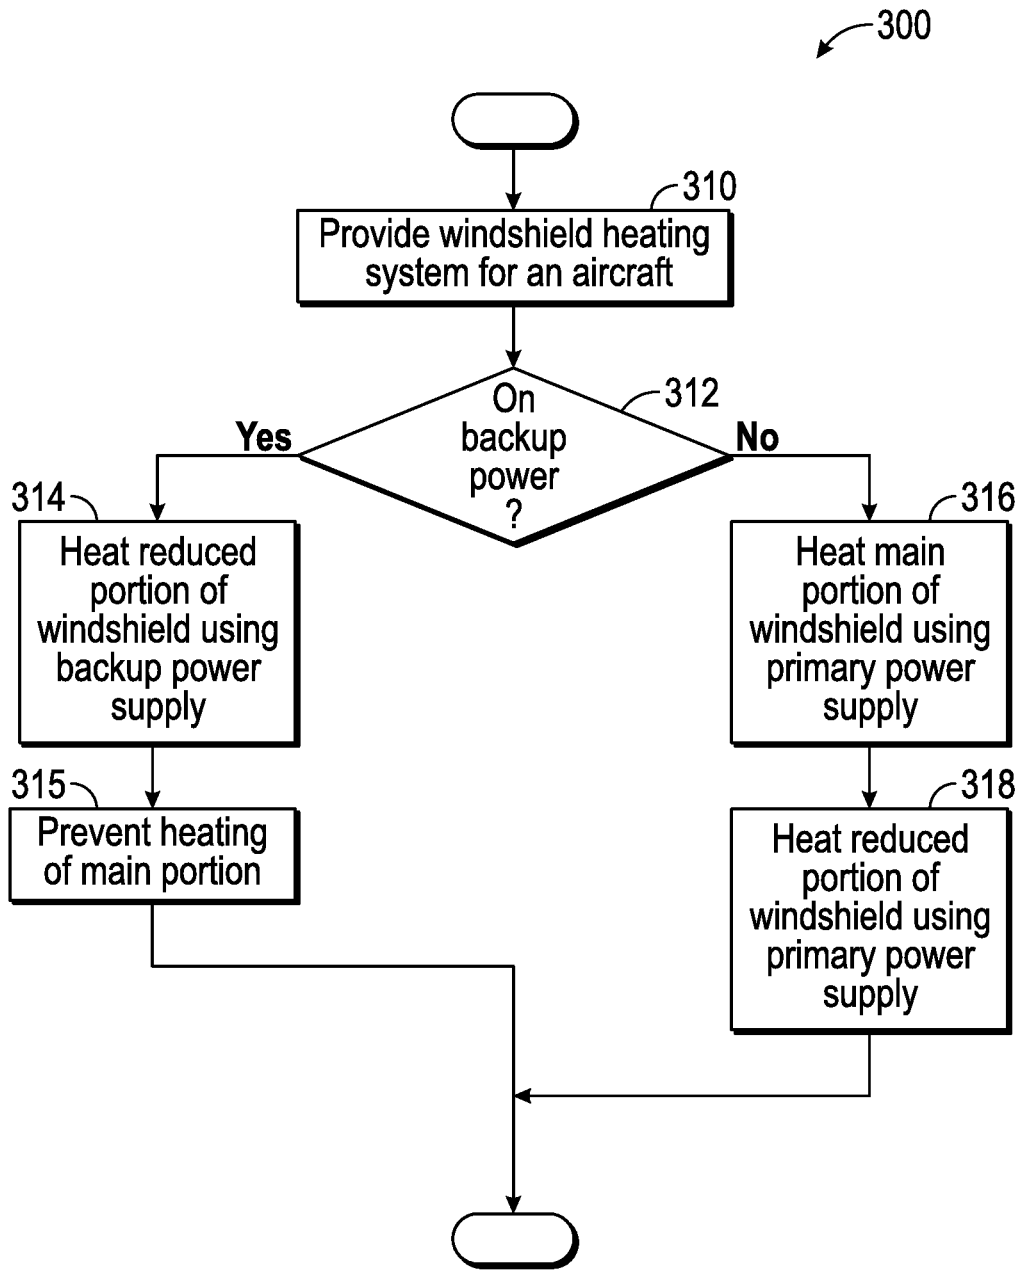 300
310
Provide windshield heating
system for an aircraft
312
On
backup
power
?
Yes
No
314
Heat reduced
portion of
windshield using
backup power
supply
316
Heat main
portion of
windshield using
primary power
supply
315
Prevent heating
of main portion
318
Heat reduced
portion of
windshield using
primary power
supply